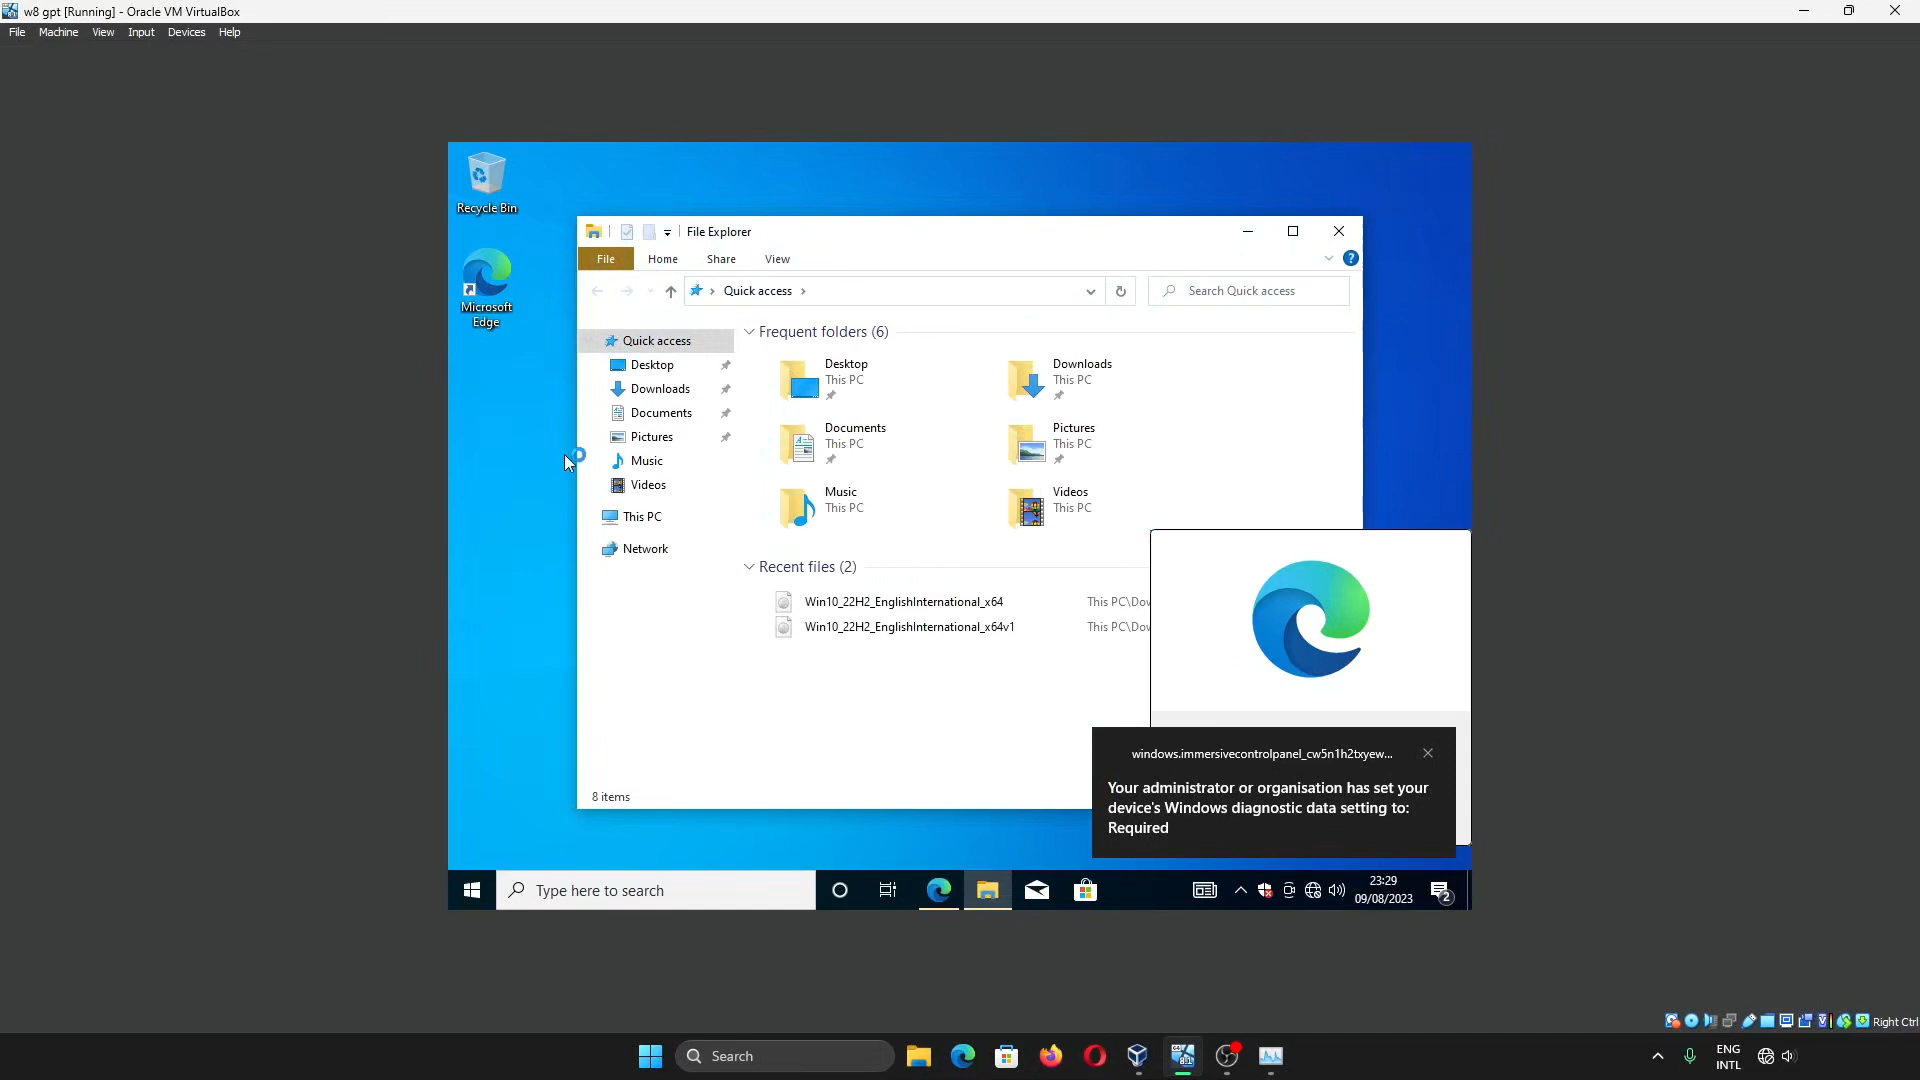 w8 gpt [Running] - Oracle VM VirtualBox
File Machine View Input Devices Help
Recycle Bin
Microsoft
Edge
File Explorer
File Home Share View
Quick access
Search Quick access
Quick access
Desktop
Downloads
Documents
Pictures
Music
Videos
This PC
Network
Frequent folders (6)
Desktop
This PC
Downloads
This PC
Documents
This PC
Pictures
This PC
Music
This PC
Videos
This PC
Recent files (2)
Win10_22H2_EnglishInternational_x64 This PC\Dov
Win10_22H2_EnglishInternational_x64v1 This PC\Dov
8 items
windows.immersivecontrolpanel_cw5n1h2txyew...
Your administrator or organisation has set your
device's Windows diagnostic data setting to:
Required
Type here to search
23:29
09/08/2023
2
Right Ctrl
Search
ENG
INTL